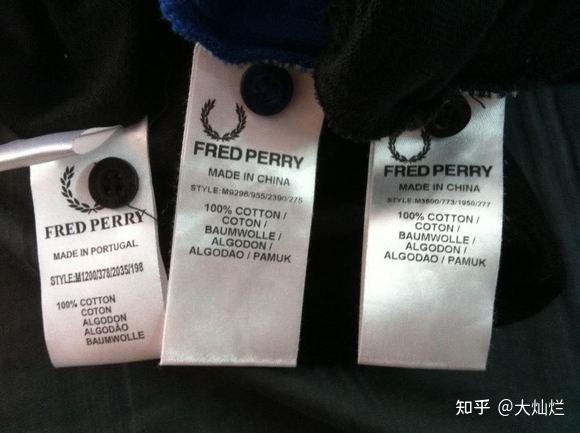 FRED PERRY
MADE IN PORTUGAL
STYLE:M1200/378/2035/198
100% COTTON
COTON
ALGODON
ALGODÃO
BAUMWOLLE
FRED PERRY
MADE IN CHINA
STYLE:M9296/955/2390/275
100% COTTON /
COTON /
BAUMWOLLE /
ALGODON /
ALGODAO / PAMUK
FRED PERRY
MADE IN CHINA
STYLE:M3600/773/1950/277
100% COTTON /
COTON /
BAUMWOLLE /
ALGODON /
ALGODAO / PAMUK
知乎 @大灿烂